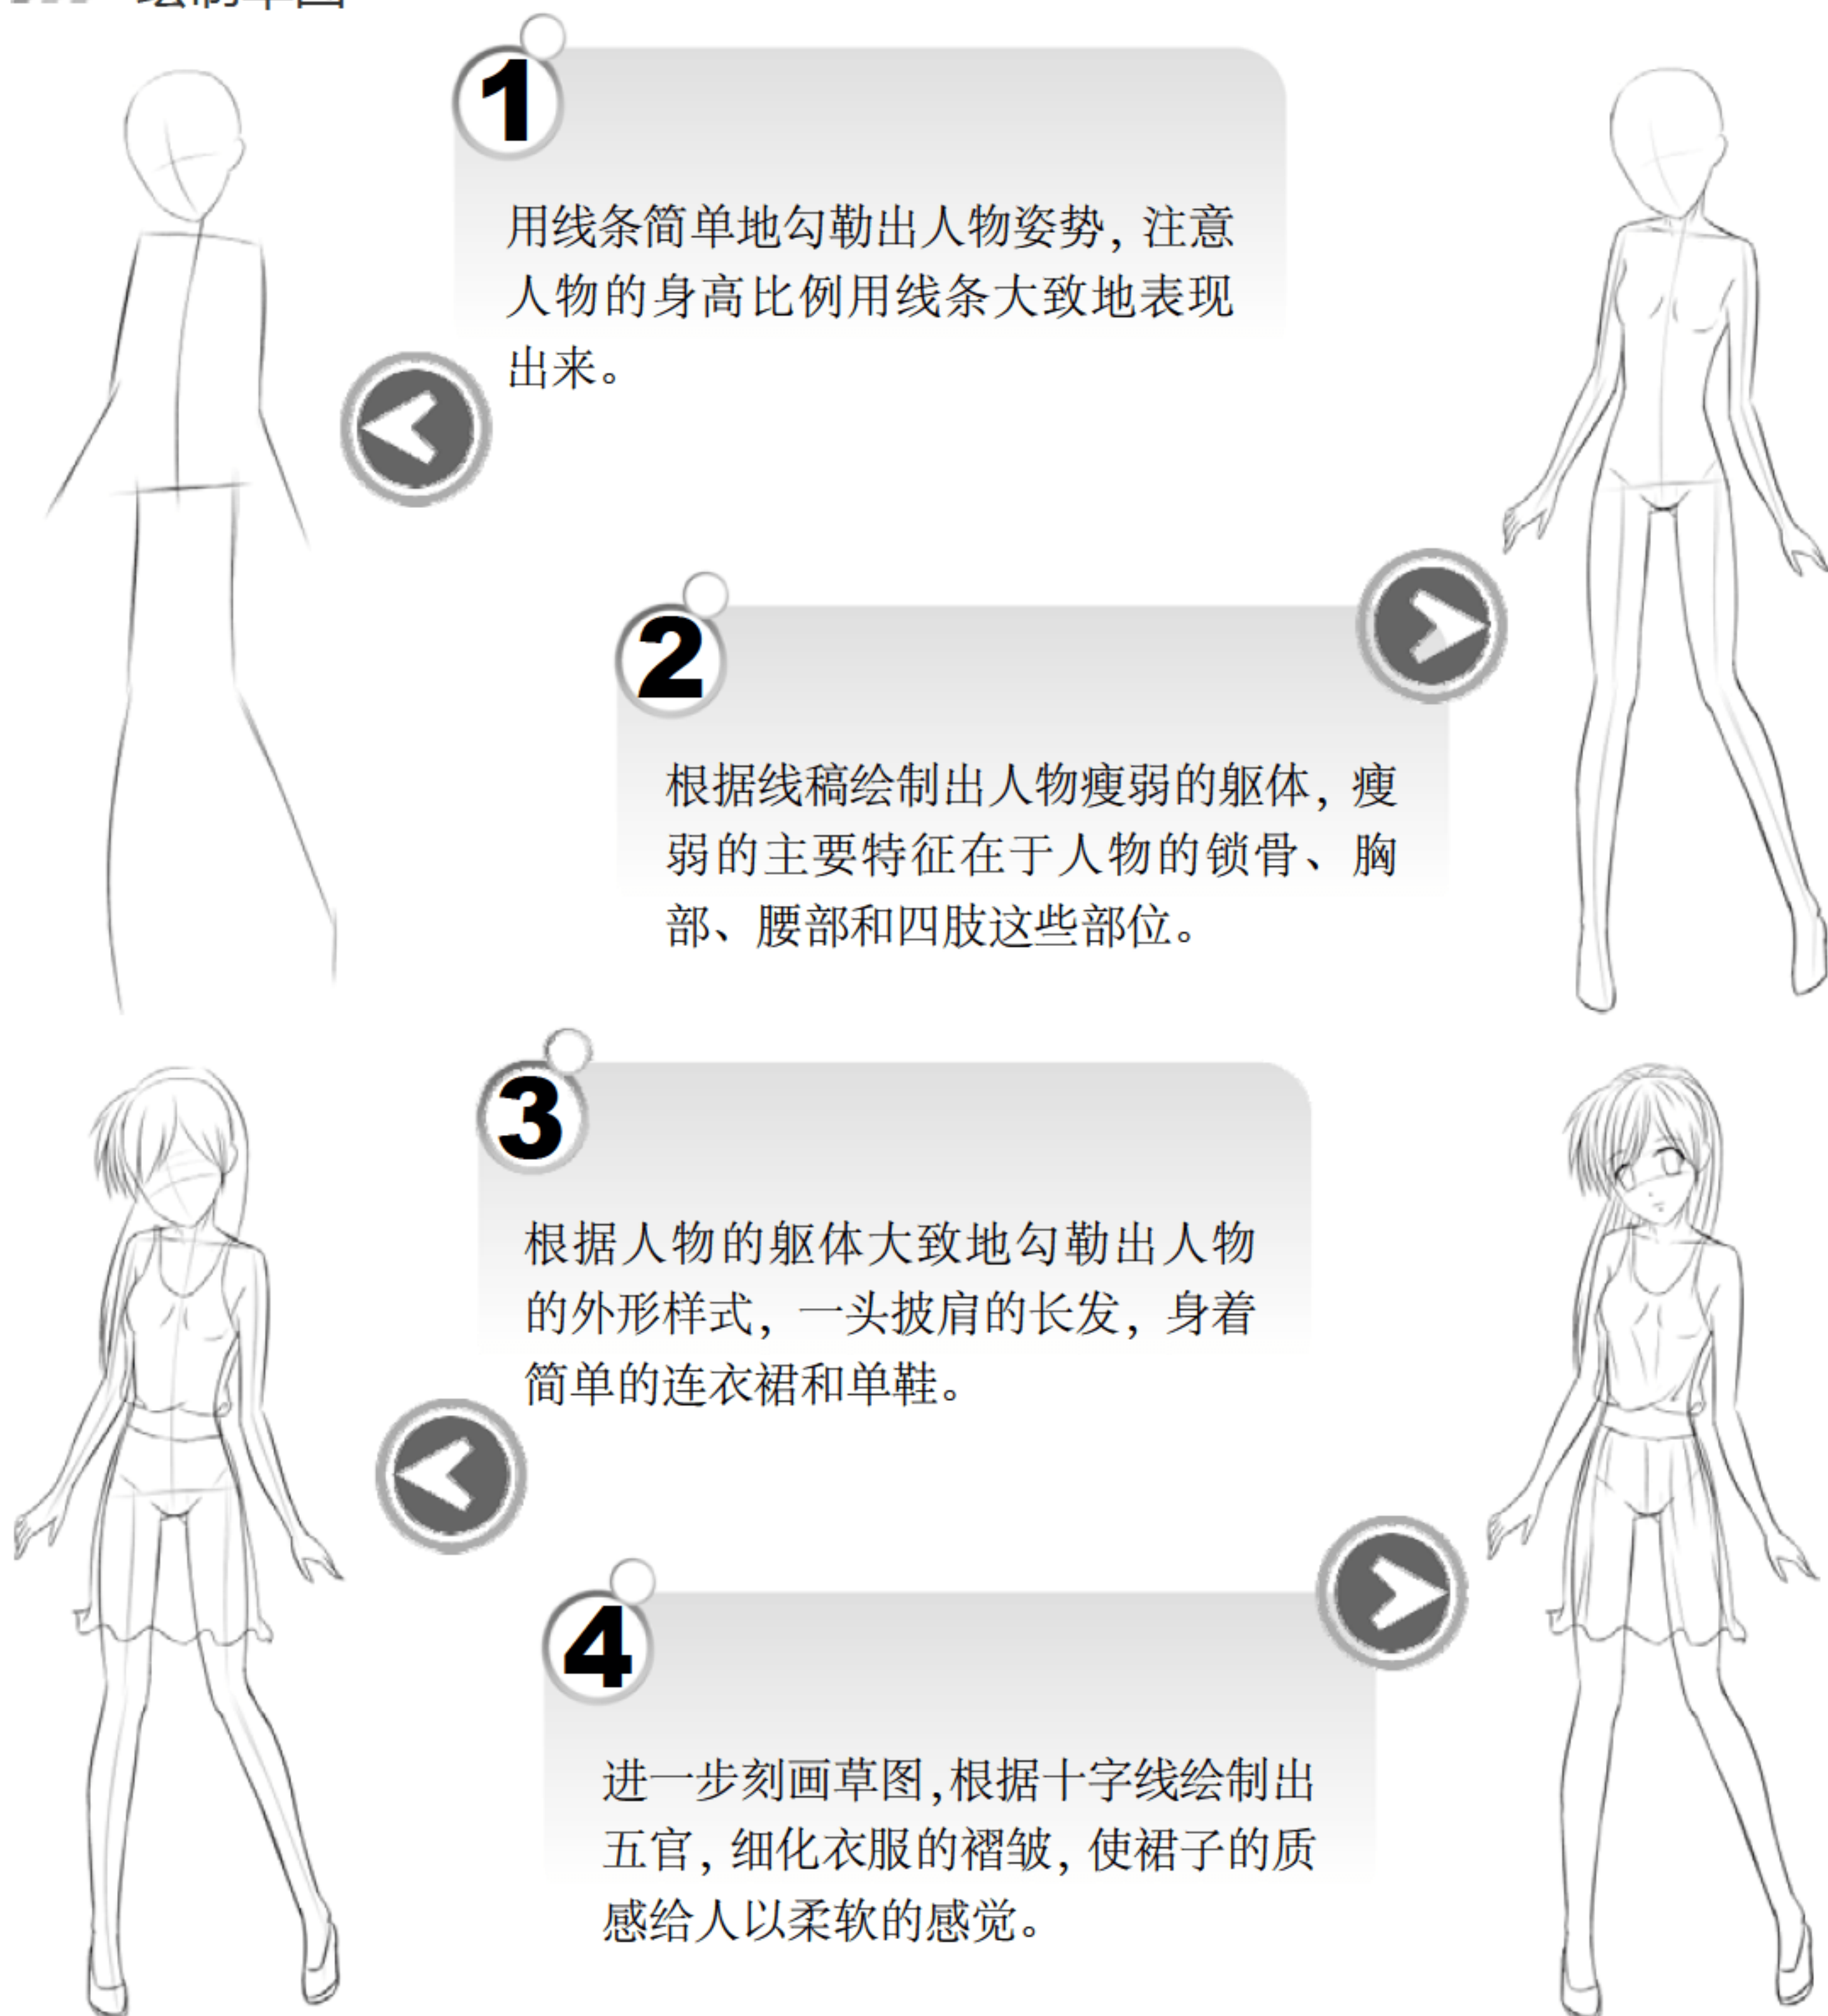 绘制草图
1
用线条简单地勾勒出人物姿势，注意
人物的身高比例用线条大致地表现
出来。
2
根据线稿绘制出人物瘦弱的躯体，瘦
弱的主要特征在于人物的锁骨、胸
部、腰部和四肢这些部位。
3
根据人物的躯体大致地勾勒出人物
的外形样式，一头披肩的长发，身着
简单的连衣裙和单鞋。
4
进一步刻画草图，根据十字线绘制出
五官，细化衣服的褶皱，使裙子的质
感给人以柔软的感觉。